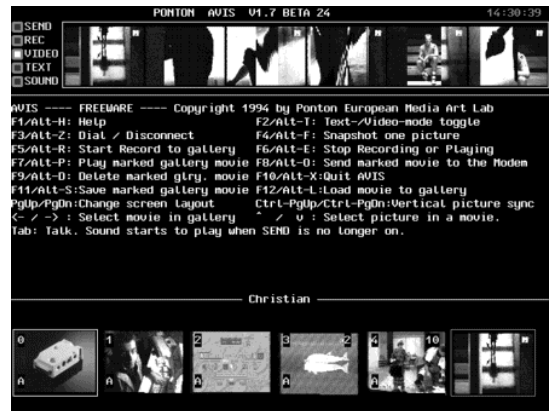 PONTON AVIS V1.7 BETA 24 14:30:39
SEND
REC
VIDEO
TEXT
SOUND
AVIS ---- FREEWARE ---- Copyright 1994 by Ponton European Media Art Lab
F1/Alt-H: Help F2/Alt-T: Text-/Video-mode toggle
F3/Alt-Z: Dial / Disconnect F4/Alt-F: Snapshot one picture
F5/Alt-R: Start Record to gallery F6/Alt-E: Stop Recording or Playing
F7/Alt-P: Play marked gallery movie F8/Alt-O: Send marked movie to the Modem
F9/Alt-D: Delete marked glry. movie F10/Alt-X:Quit AVIS
F11/Alt-S:Save marked gallery movie F12/Alt-L:Load movie to gallery
PgUp/PgDn:Change screen layout Ctrl-PgUp/Ctrl-PgDn:Vertical picture sync
<- / -> : Select movie in gallery ^ / v : Select picture in a movie.
Tab: Talk. Sound starts to play when SEND is no longer on.
Christian
0 1 2 3 2 4 10
A A A A A